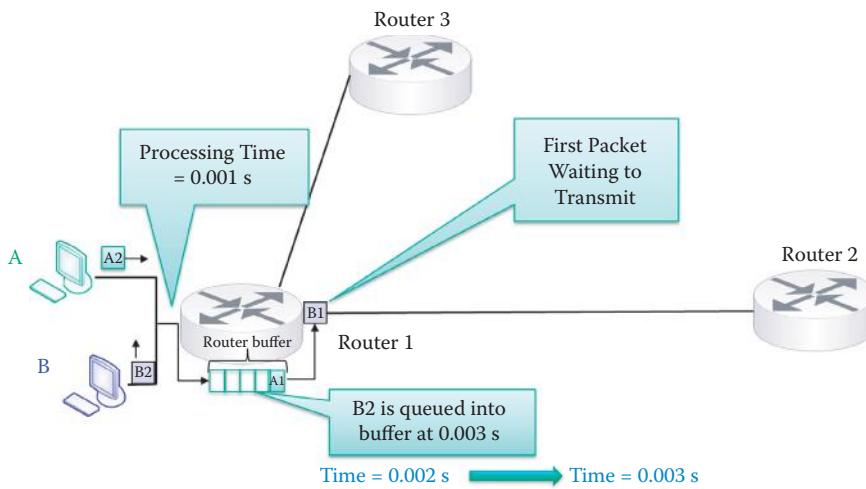 Router 3
Processing Time
= 0.001 s
First Packet
Waiting to
Transmit
A
A2
Router 2
B1
Router buffer
Router 1
B
B2
A1
B2 is queued into
buffer at 0.003 s
Time = 0.002 s
Time = 0.003 s